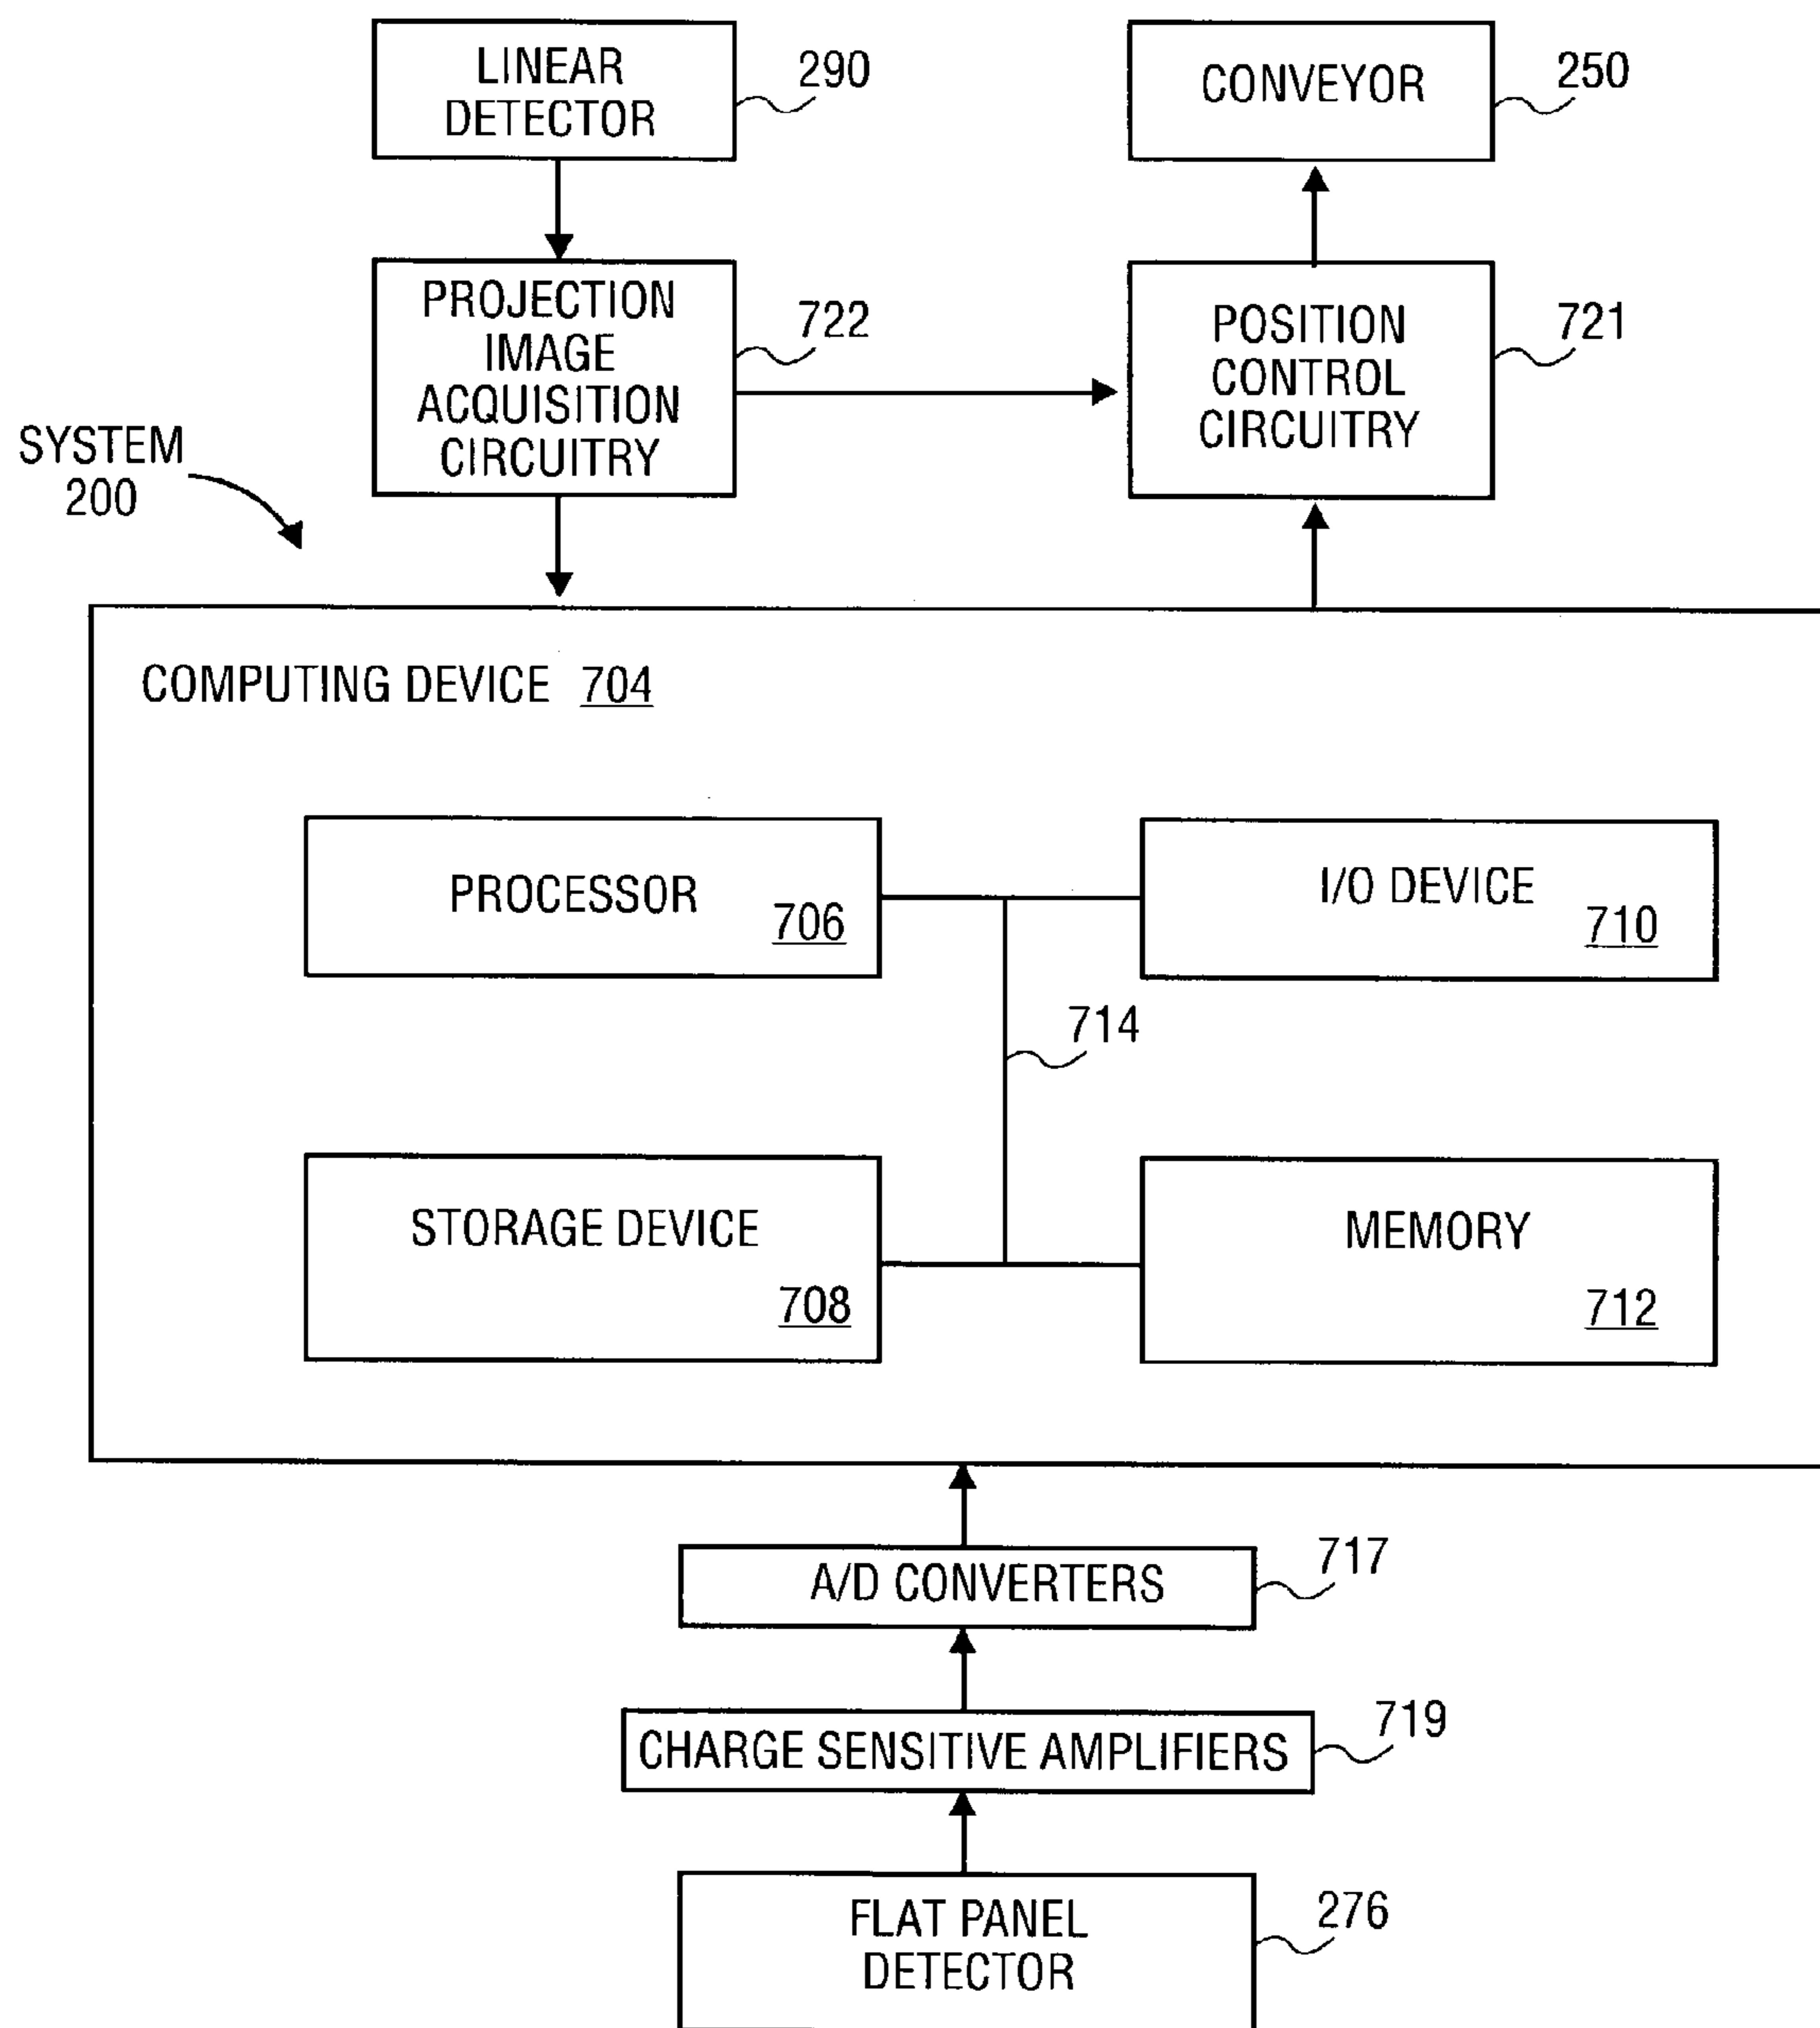 LINEAR
DETECTOR
290
CONVEYOR
250
PROJECTION
IMAGE
ACQUISITION
CIRCUITRY
722
POSITION
CONTROL
CIRCUITRY
721
SYSTEM
200
COMPUTING DEVICE 704
PROCESSOR
706
I/O DEVICE
710
714
STORAGE DEVICE
708
MEMORY
712
A/D CONVERTERS
717
CHARGE SENSITIVE AMPLIFIERS
719
FLAT PANEL
DETECTOR
276